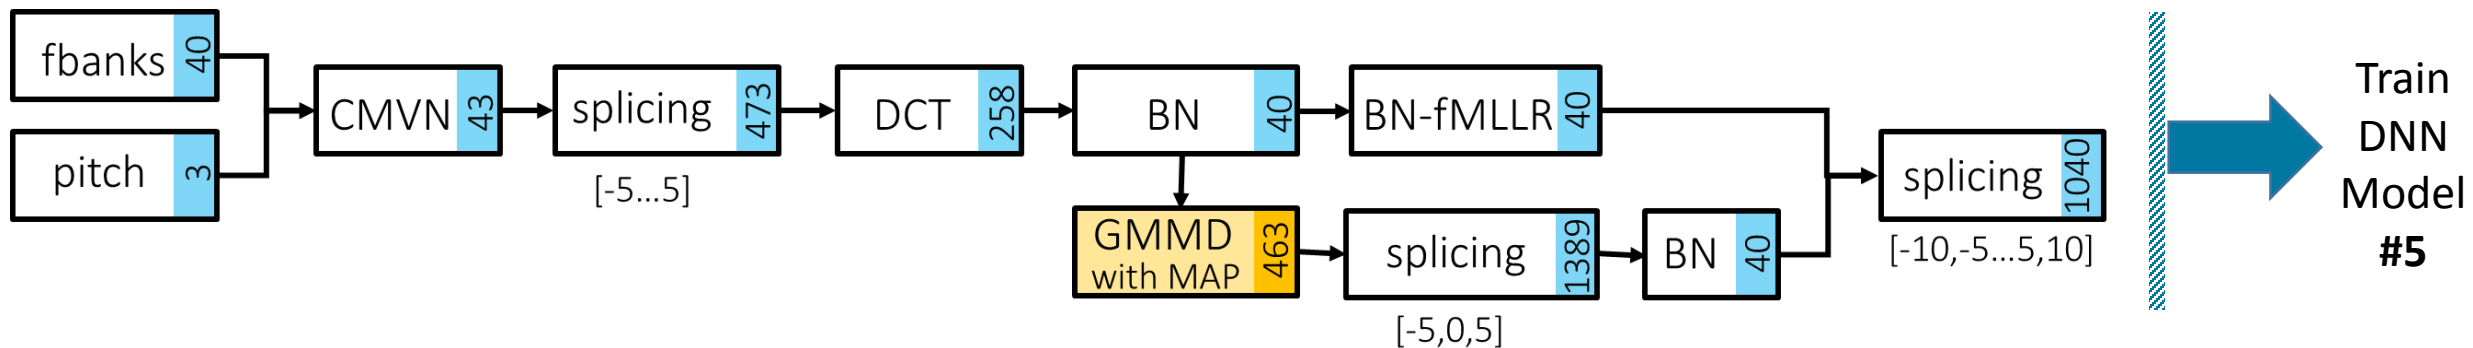 fbanks 40
pitch 3
CMVN 43
splicing 473
[-5...5]
DCT 258
BN 40
BN-fMLLR 40
GMMD
with MAP
463
splicing 1389
[-5,0,5]
BN 40
splicing 1040
[-10,-5...5,10]
Train
DNN
Model
#5